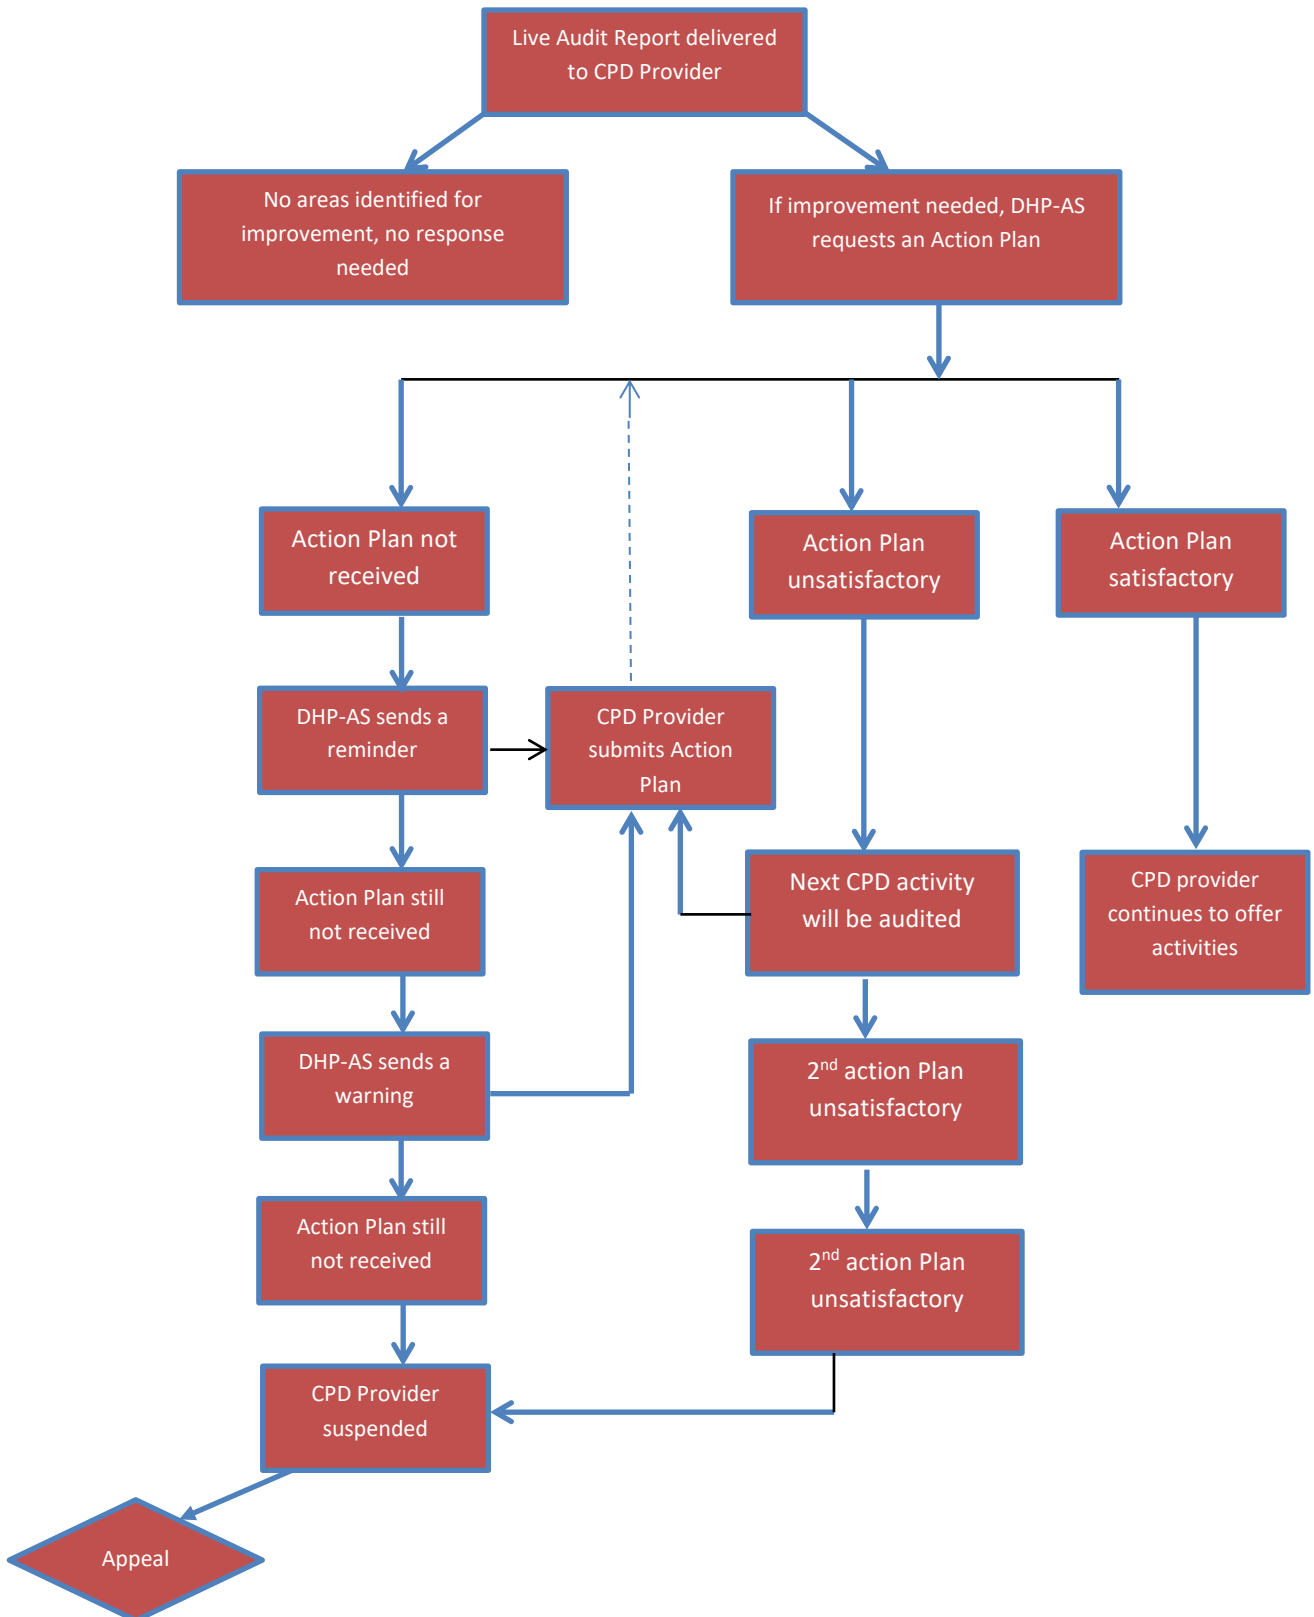 Live Audit Report delivered
to CPD Provider
No areas identified for
improvement, no response
needed
If improvement needed, DHP-AS
requests an Action Plan
Action Plan not
received
Action Plan
unsatisfactory
Action Plan
satisfactory
DHP-AS sends a
reminder
CPD Provider
submits Action
Plan
Action Plan still
not received
Next CPD activity
will be audited
CPD provider
continues to offer
activities
DHP-AS sends a
warning
2nd action Plan
unsatisfactory
Action Plan still
not received
2nd action Plan
unsatisfactory
CPD Provider
suspended
Appeal